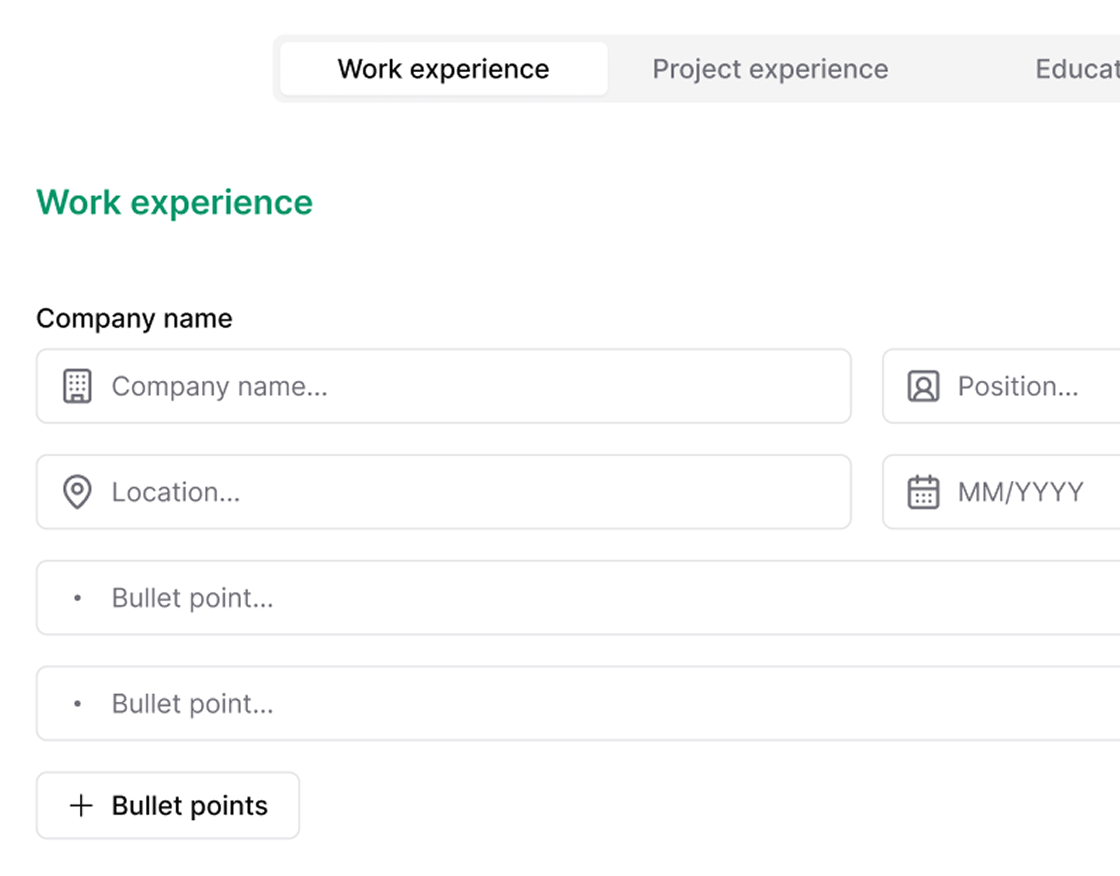 Work experience Project experience Educat
Work experience
Company name
Company name... Position...
Location... MM/YYYY
• Bullet point...
• Bullet point...
+ Bullet points